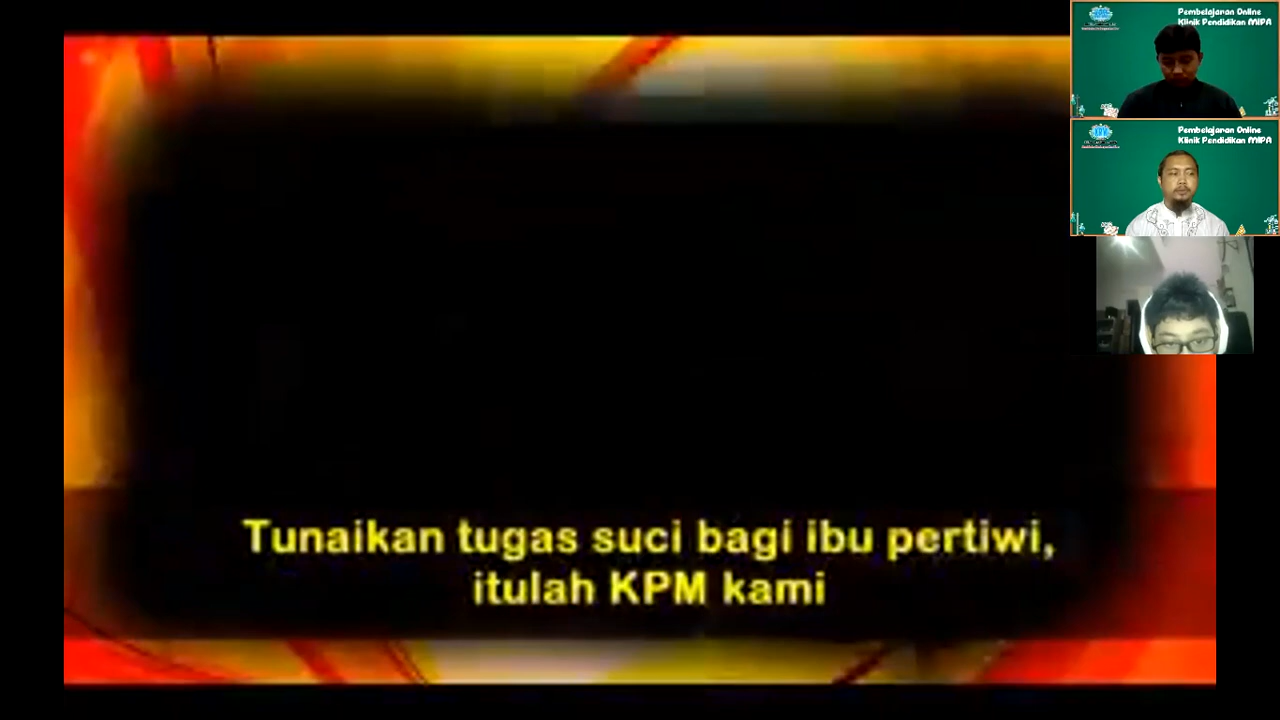 Pembelajaran Online
Klinik Pendidikan MIPA
Pembelajaran Online
Klinik Pendidikan MIPA
Tunaikan tugas suci bagi ibu pertiwi,
itulah KPM kami